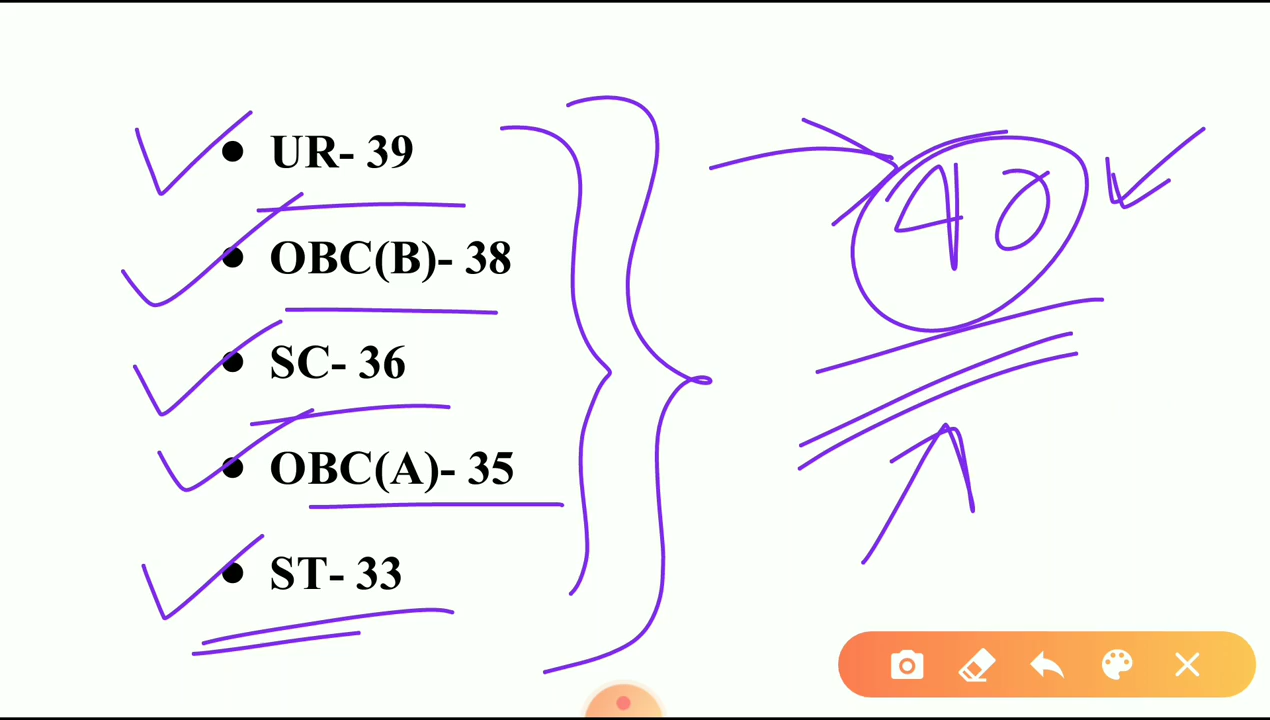 UR- 39
OBC(B)- 38
SC- 36
OBC(A)- 35
ST- 33
40